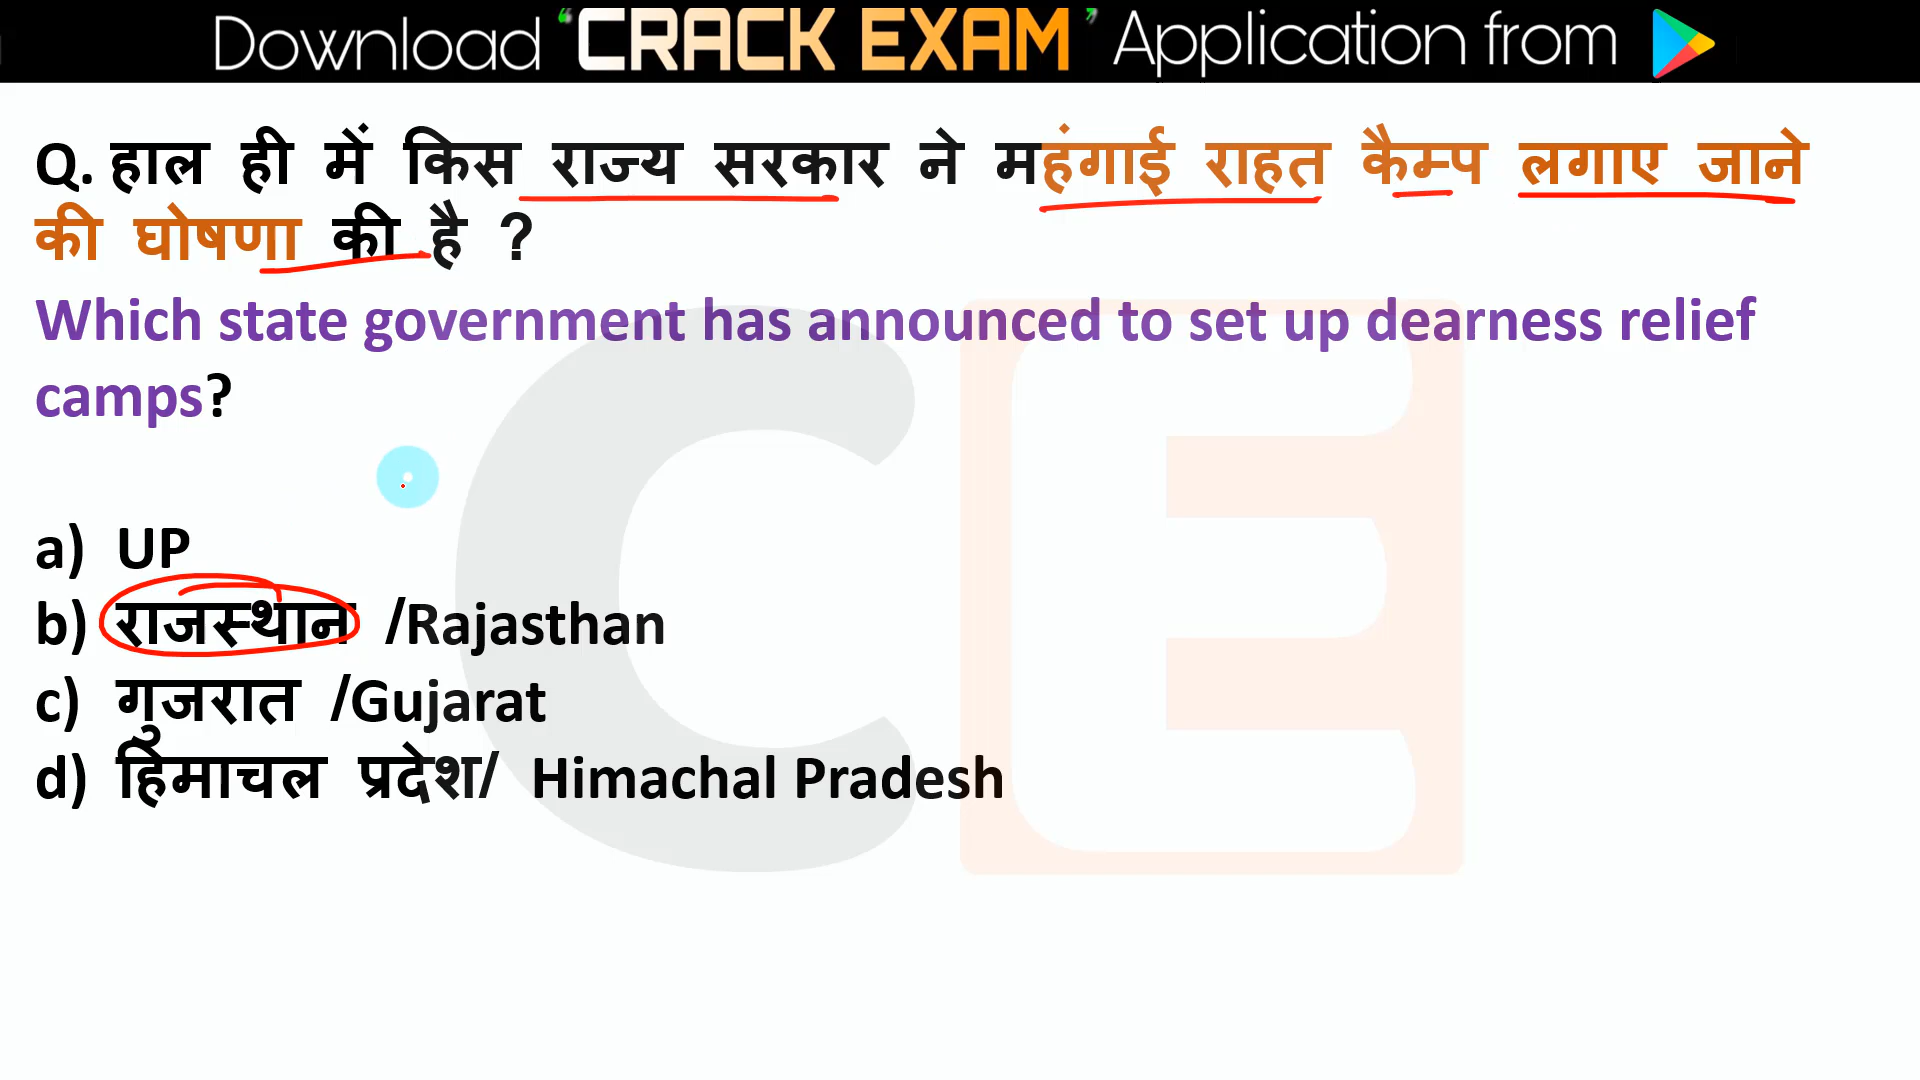 Download ‘CRACK EXAM’ Application from
Q. हाल ही में किस राज्य सरकार ने महंगाई राहत कैम्प लगाए जाने
की घोषणा की है ?
Which state government has announced to set up dearness relief
camps?
a) UP
b) राजस्थान /Rajasthan
c) गुजरात /Gujarat
d) हिमाचल प्रदेश/ Himachal Pradesh
CE